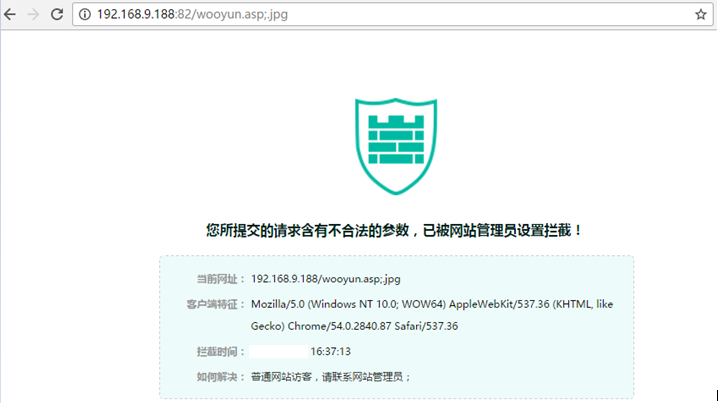 192.168.9.188:82/wooyun.asp;.jpg
您所提交的请求含有不合法的参数，已被网站管理员设置拦截！
当前网址： 192.168.9.188/wooyun.asp;.jpg
客户端特征： Mozilla/5.0 (Windows NT 10.0; WOW64) AppleWebKit/537.36 (KHTML, like
Gecko) Chrome/54.0.2840.87 Safari/537.36
拦截时间： 16:37:13
如何解决： 普通网站访客，请联系网站管理员；